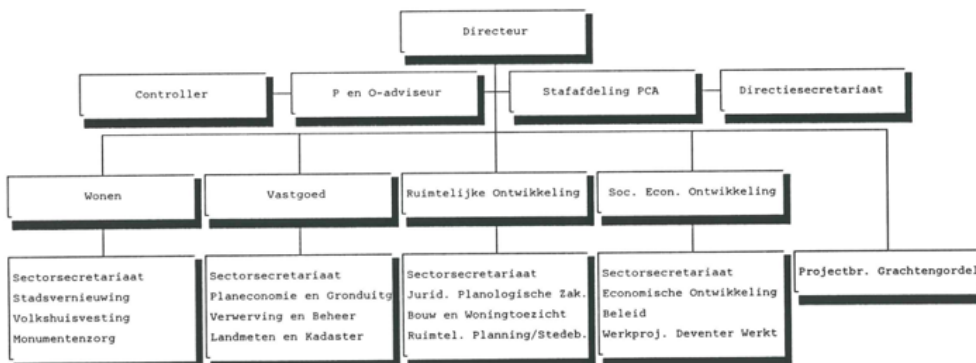 Directeur
Controller
P en O-adviseur
Stafafdeling PCA
Directiesecretariaat
Wonen
Vastgoed
Ruimtelijke Ontwikkeling
Soc. Econ. Ontwikkeling
Sectorsecretariaat
Stadsvernieuwing
Volkshuisvesting
Monumentenzorg
Sectorsecretariaat
Planeconomie en Gronduitg
Verwerving en Beheer
Landmeten en Kadaster
Sectorsecretariaat
Jurid. Planologische Zak.
Bouw en Woningtoezicht
Ruimtel. Planning/Stedeb.
Sectorsecretariaat
Economische Ontwikkeling
Beleid
Werkproj. Deventer Werkt
Projectbr. Grachtengordel